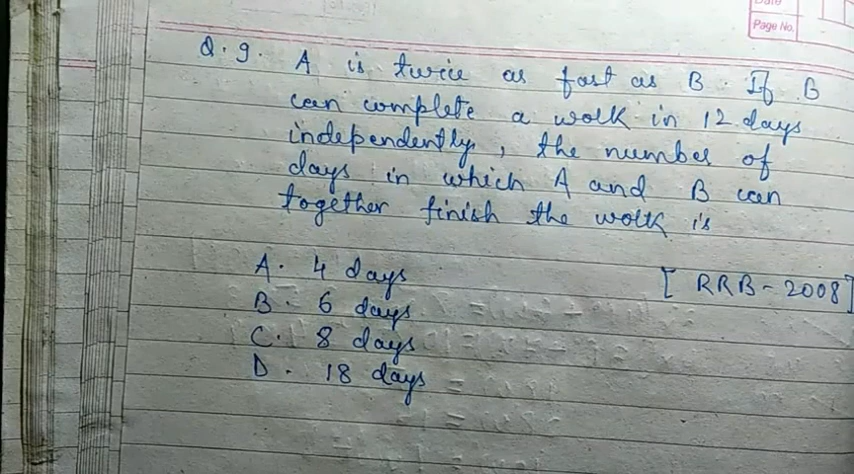 Date
Page No.
Q.9. A is twice as fast as B. If B
can complete a work in 12 days
independently, the number of
days in which A and B can
together finish the work is
A. 4 days
[RRB-2008]
B. 6 days
C. 8 days
D. 18 days